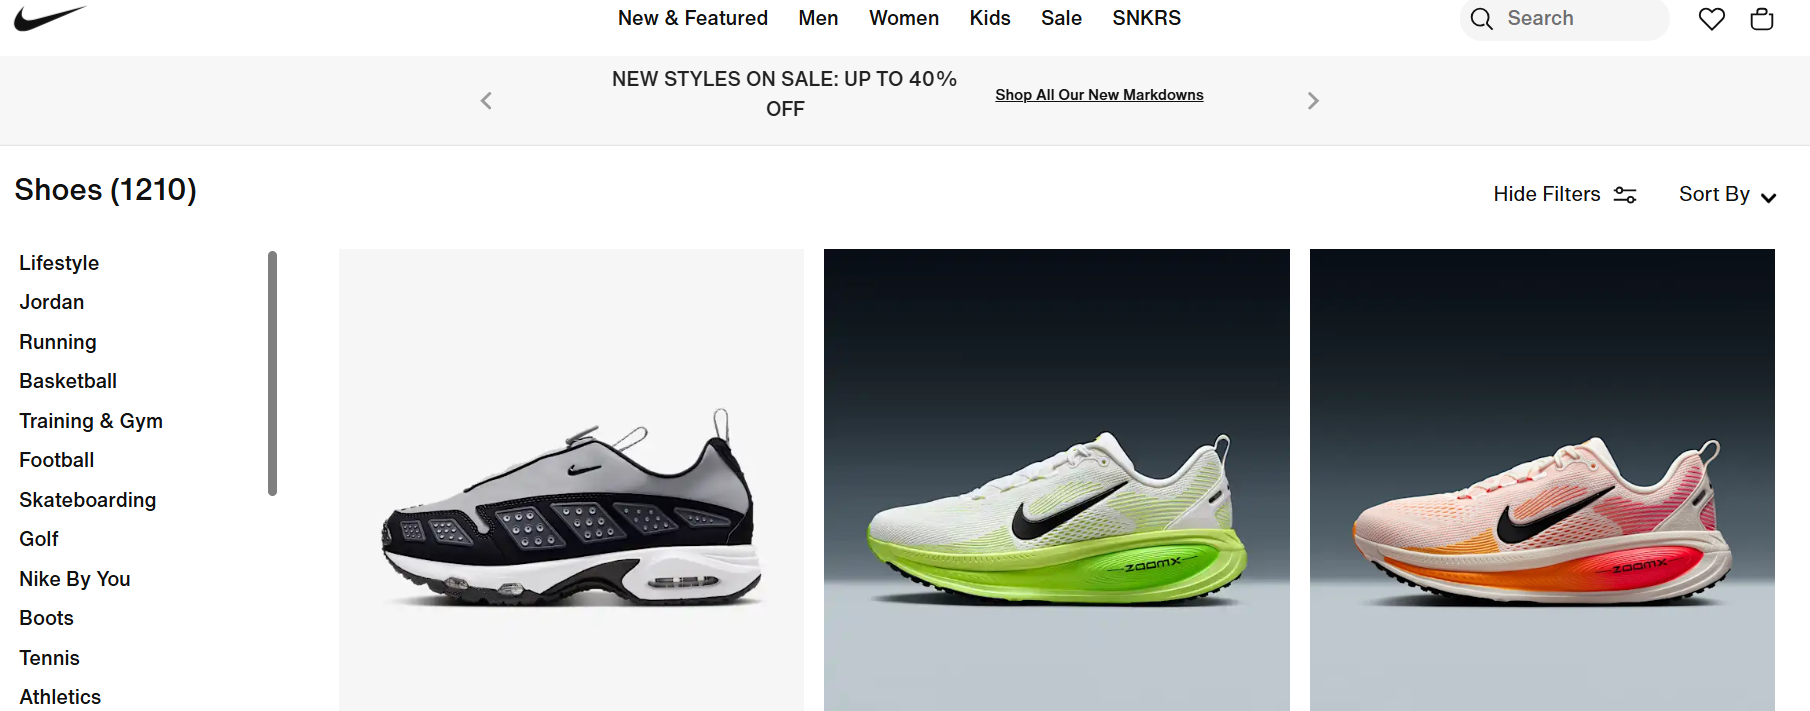 New & Featured Men Women Kids Sale SNKRS
Search
NEW STYLES ON SALE: UP TO 40%
OFF
Shop All Our New Markdowns
Shoes (1210)
Hide Filters
Sort By
Lifestyle
Jordan
Running
Basketball
Training & Gym
Football
Skateboarding
Golf
Nike By You
Boots
Tennis
Athletics
ZOOMX
ZOOMX